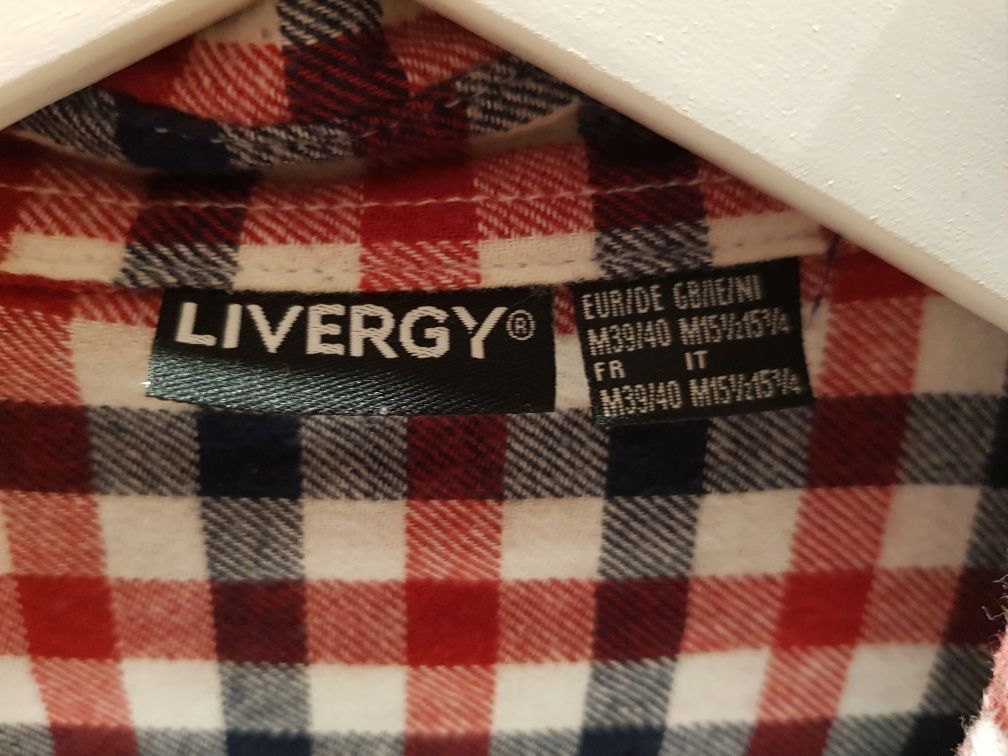 LIVERGY®
EUR/DE GB/IE/NI
M39/40 M15½:15¾
FR IT
M39/40 M15½:15¾